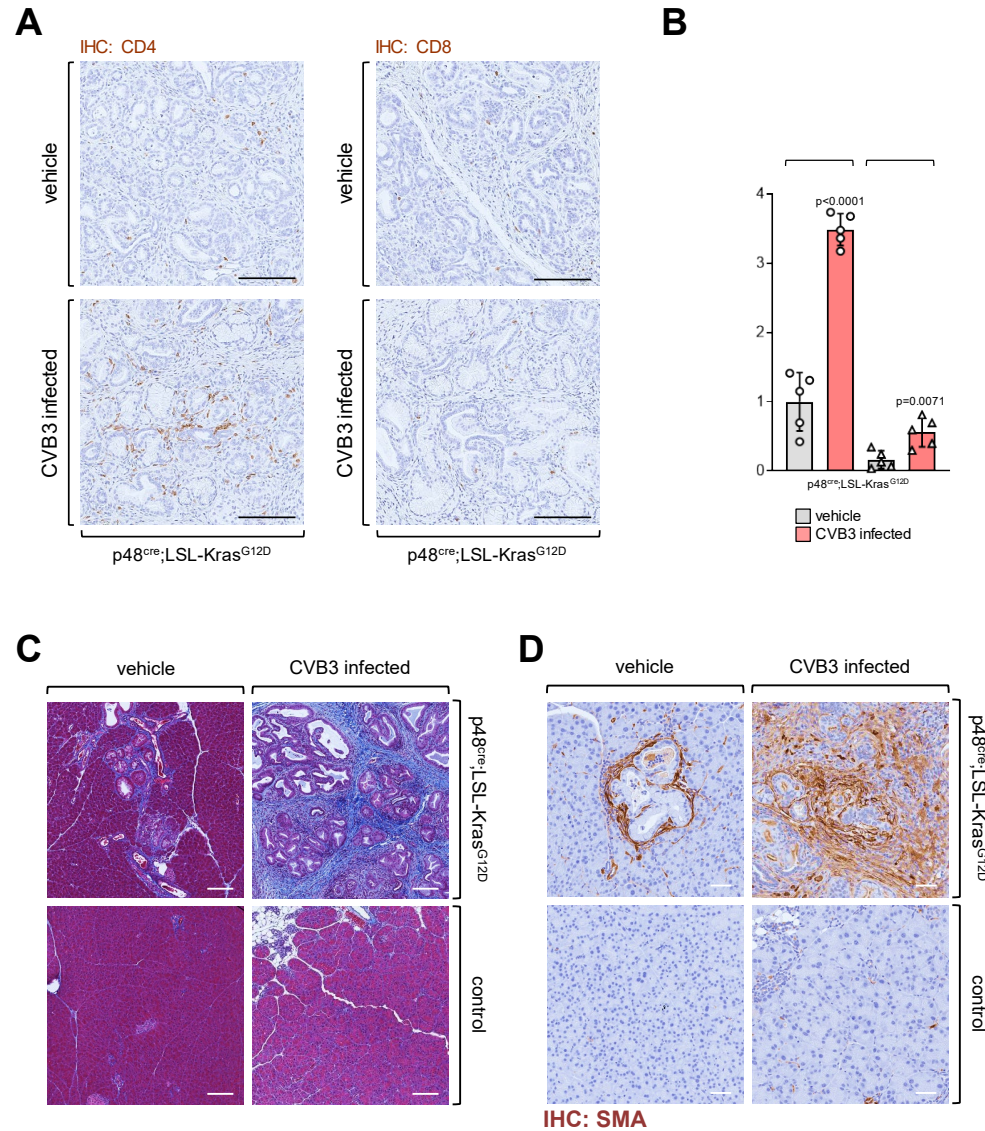 A
B
IHC: CD4
IHC: CD8
vehicle
vehicle
CVB3 infected
CVB3 infected
p48cre;LSL-KrasG12D
p48cre;LSL-KrasG12D
4
3
2
1
0
p<0.0001
p=0.0071
p48cre;LSL-KrasG12D
vehicle
CVB3 infected
C
D
vehicle
CVB3 infected
p48cre;LSL-KrasG12D
control
vehicle
CVB3 infected
p48cre;LSL-KrasG12D
control
IHC: SMA